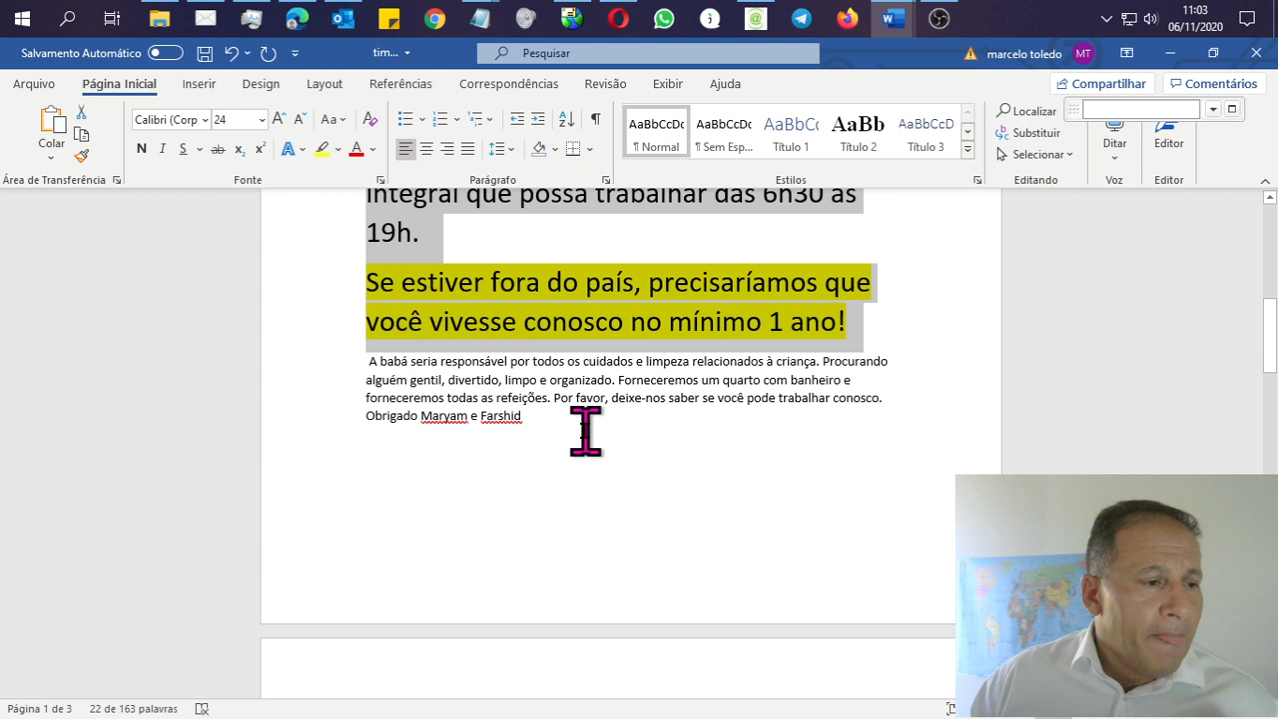 11:03
06/11/2020
Salvamento Automático
tim...
Pesquisar
marcelo toledo
MT
Arquivo
Página Inicial
Inserir
Design
Layout
Referências
Correspondências
Revisão
Exibir
Ajuda
Compartilhar
Comentários
Colar
Calibri (Corp
24
AaBbCcDc
AaBbCcDc
AaBbCc
AaBb
AaBbCcD
¶ Normal
¶ Sem Esp...
Título 1
Título 2
Título 3
Localizar
Substituir
Selecionar
Ditar
Editor
Área de Transferência
Fonte
Parágrafo
Estilos
Editando
Voz
Editor
integral que possa trabalhar das 6h30 às
19h.
Se estiver fora do país, precisaríamos que
você vivesse conosco no mínimo 1 ano!
A babá seria responsável por todos os cuidados e limpeza relacionados à criança. Procurando
alguém gentil, divertido, limpo e organizado. Forneceremos um quarto com banheiro e
forneceremos todas as refeições. Por favor, deixe-nos saber se você pode trabalhar conosco.
Obrigado Maryam e Farshid
Página 1 de 3
22 de 163 palavras